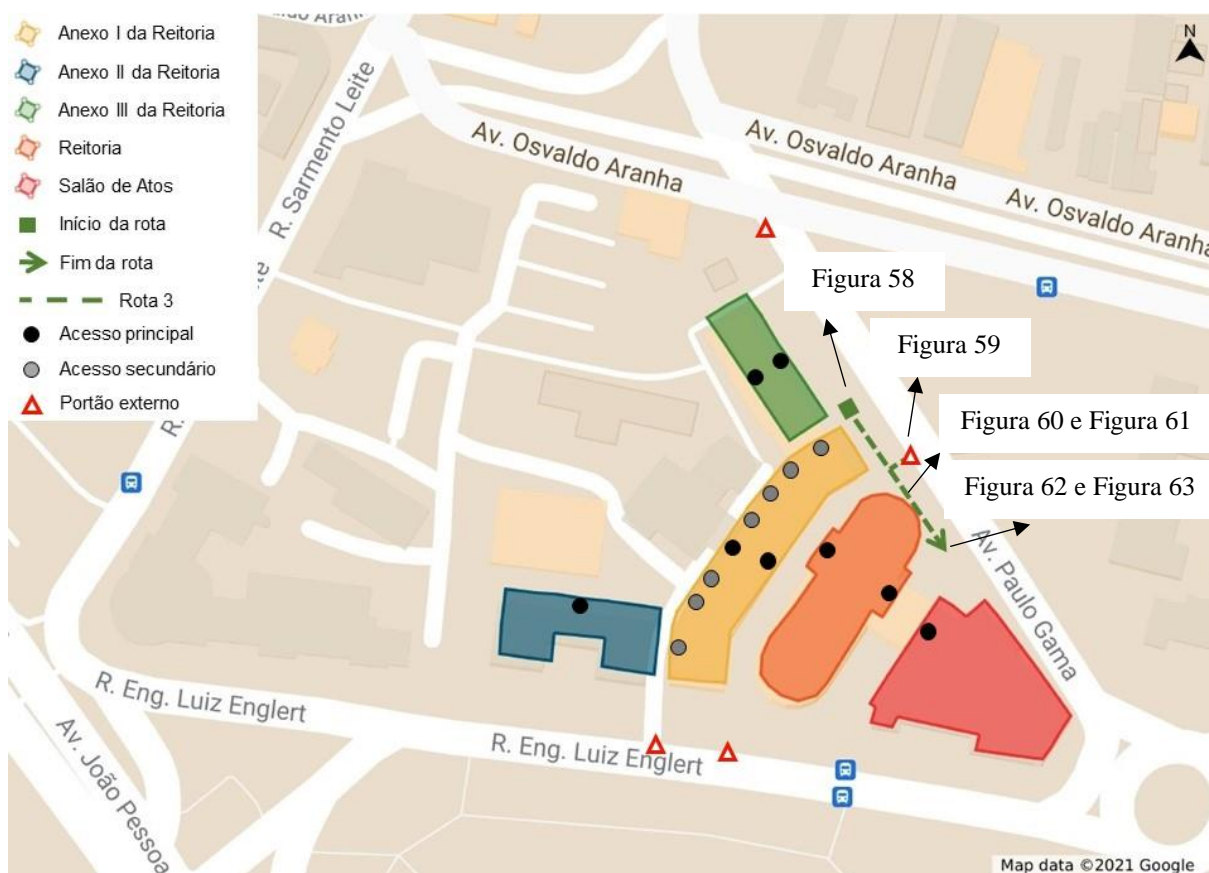 Anexo I da Reitoria
Anexo II da Reitoria
Anexo III da Reitoria
Reitoria
Salão de Atos
Início da rota
Fim da rota
Rota 3
Acesso principal
Acesso secundário
Portão externo
N
R. Sarmento Leite
Av. Osvaldo Aranha
Av. Osvaldo Aranha
Av. Osvaldo Aranha
Figura 58
Figura 59
Figura 60 e Figura 61
Figura 62 e Figura 63
Av. Paulo Gama
R. Eng. Luiz Englert
R. Eng. Luiz Englert
Av. João Pessoa
Map data ©2021 Google